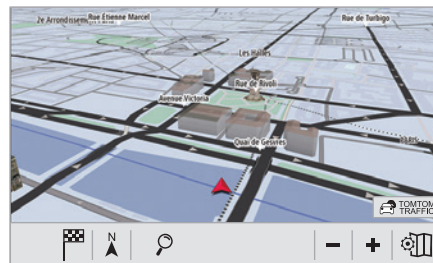 2e Arrondissem
Rue Étienne Marcel
Rue de Turbigo
Les Halles
Rue de Rivoli
Avenue Victoria
Quai de Gesvres
TOMTOM
TRAFFIC
N